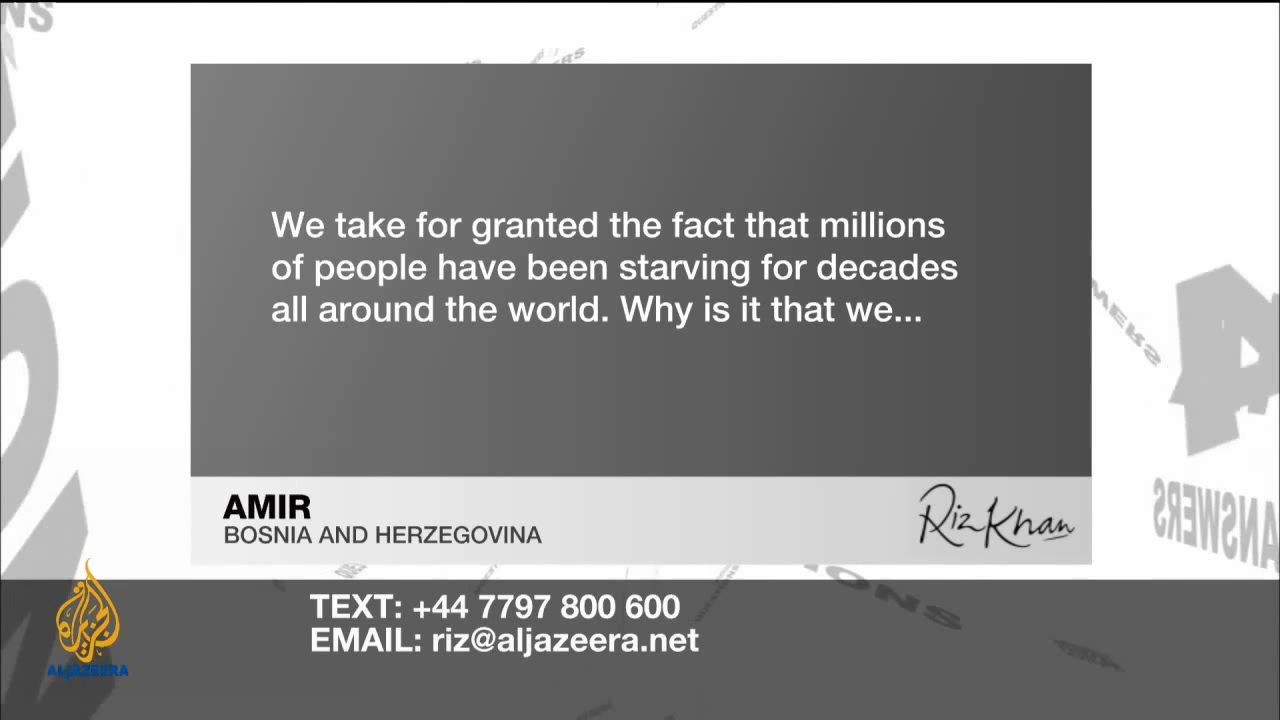 NS
We take for granted the fact that millions
of people have been starving for decades
all around the world. Why is it that we...
AMIR
BOSNIA AND HERZEGOVINA
Riz Khan
ANSWERS
TEXT: +44 7797 800 600
EMAIL: riz@aljazeera.net
الجزيرة
ALJAZEERA